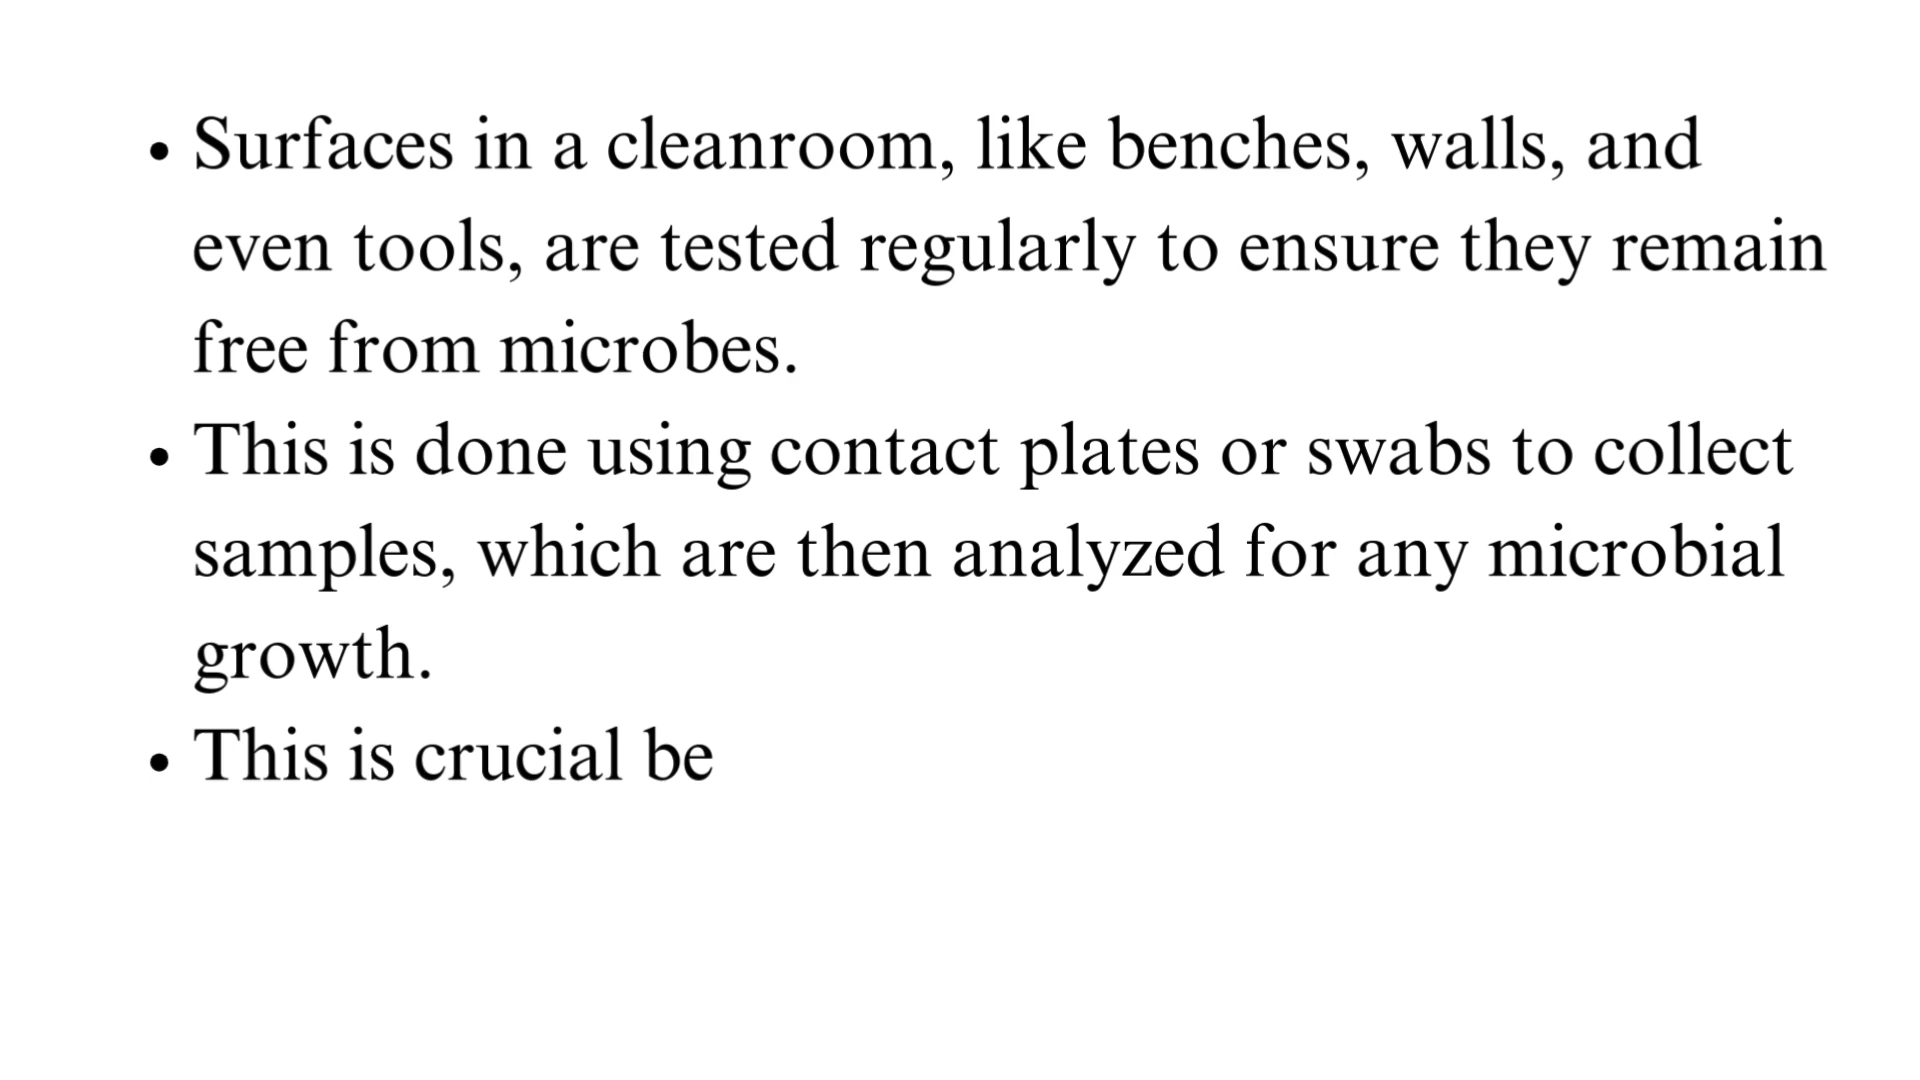 • Surfaces in a cleanroom, like benches, walls, and
even tools, are tested regularly to ensure they remain
free from microbes.
• This is done using contact plates or swabs to collect
samples, which are then analyzed for any microbial
growth.
• This is crucial be